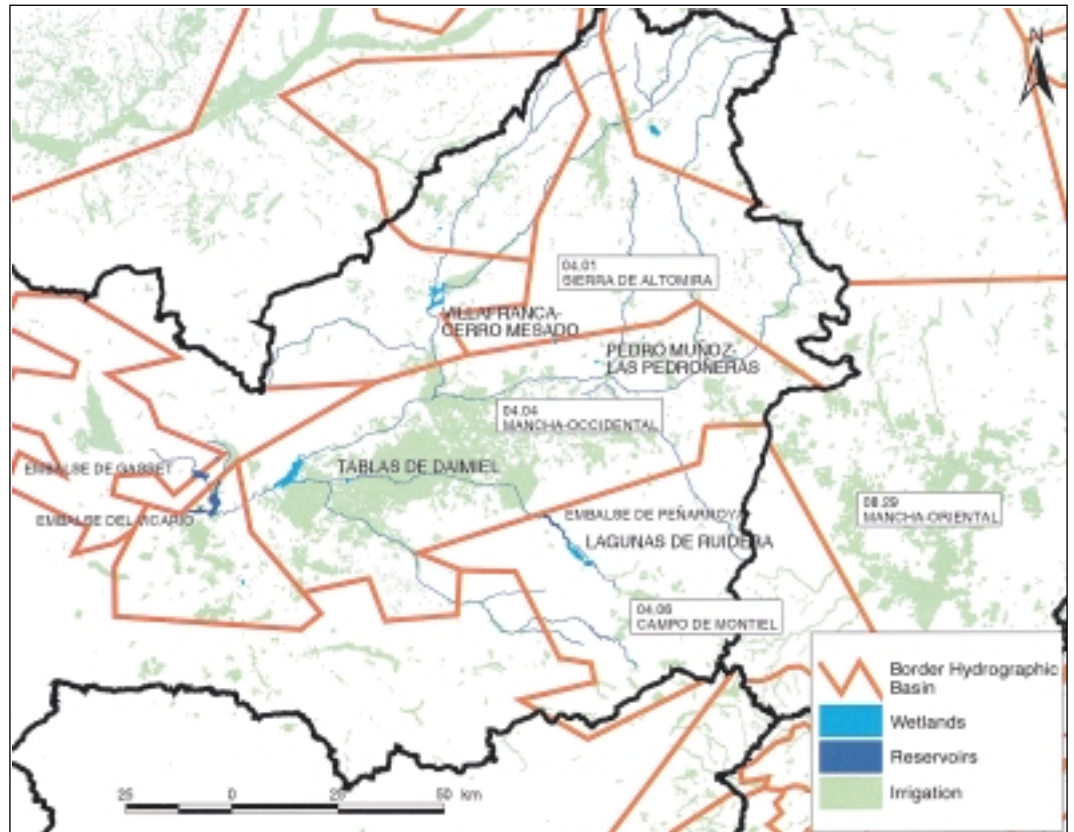 N
04.01
SIERRA DE ALTOMIRA
VILLAFRANCA-
CERRO MESADO
PEDRO MUÑOZ-
LAS PEDROÑERAS
04.04
MANCHA-OCCIDENTAL
EMBALSE DE GASSET
TABLAS DE DAIMIEL
EMBALSE DEL VICARIO
EMBALSE DE PEÑARROYA
08.29
MANCHA-ORIENTAL
LAGUNAS DE RUIDERA
04.06
CAMPO DE MONTIEL
Border Hydrographic
Basin
Wetlands
Reservoirs
Irrigation
25 0 25 50 km